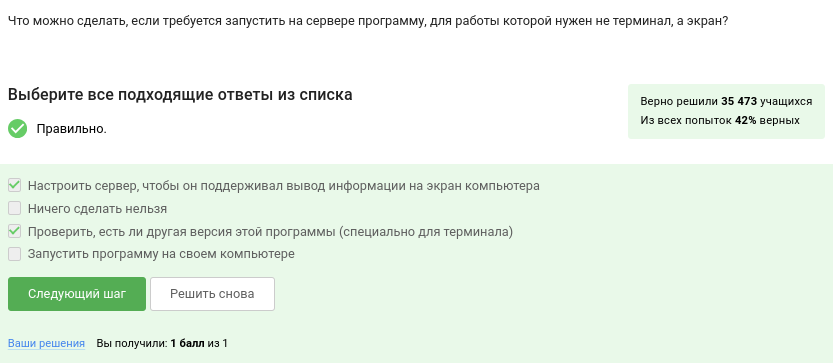 Что можно сделать, если требуется запустить на сервере программу, для работы которой нужен не терминал, а экран?
Выберите все подходящие ответы из списка
Правильно.
Верно решили 35 473 учащихся
Из всех попыток 42% верных
Настроить сервер, чтобы он поддерживал вывод информации на экран компьютера
Ничего сделать нельзя
Проверить, есть ли другая версия этой программы (специально для терминала)
Запустить программу на своем компьютере
Следующий шаг
Решить снова
Ваши решения Вы получили: 1 балл из 1